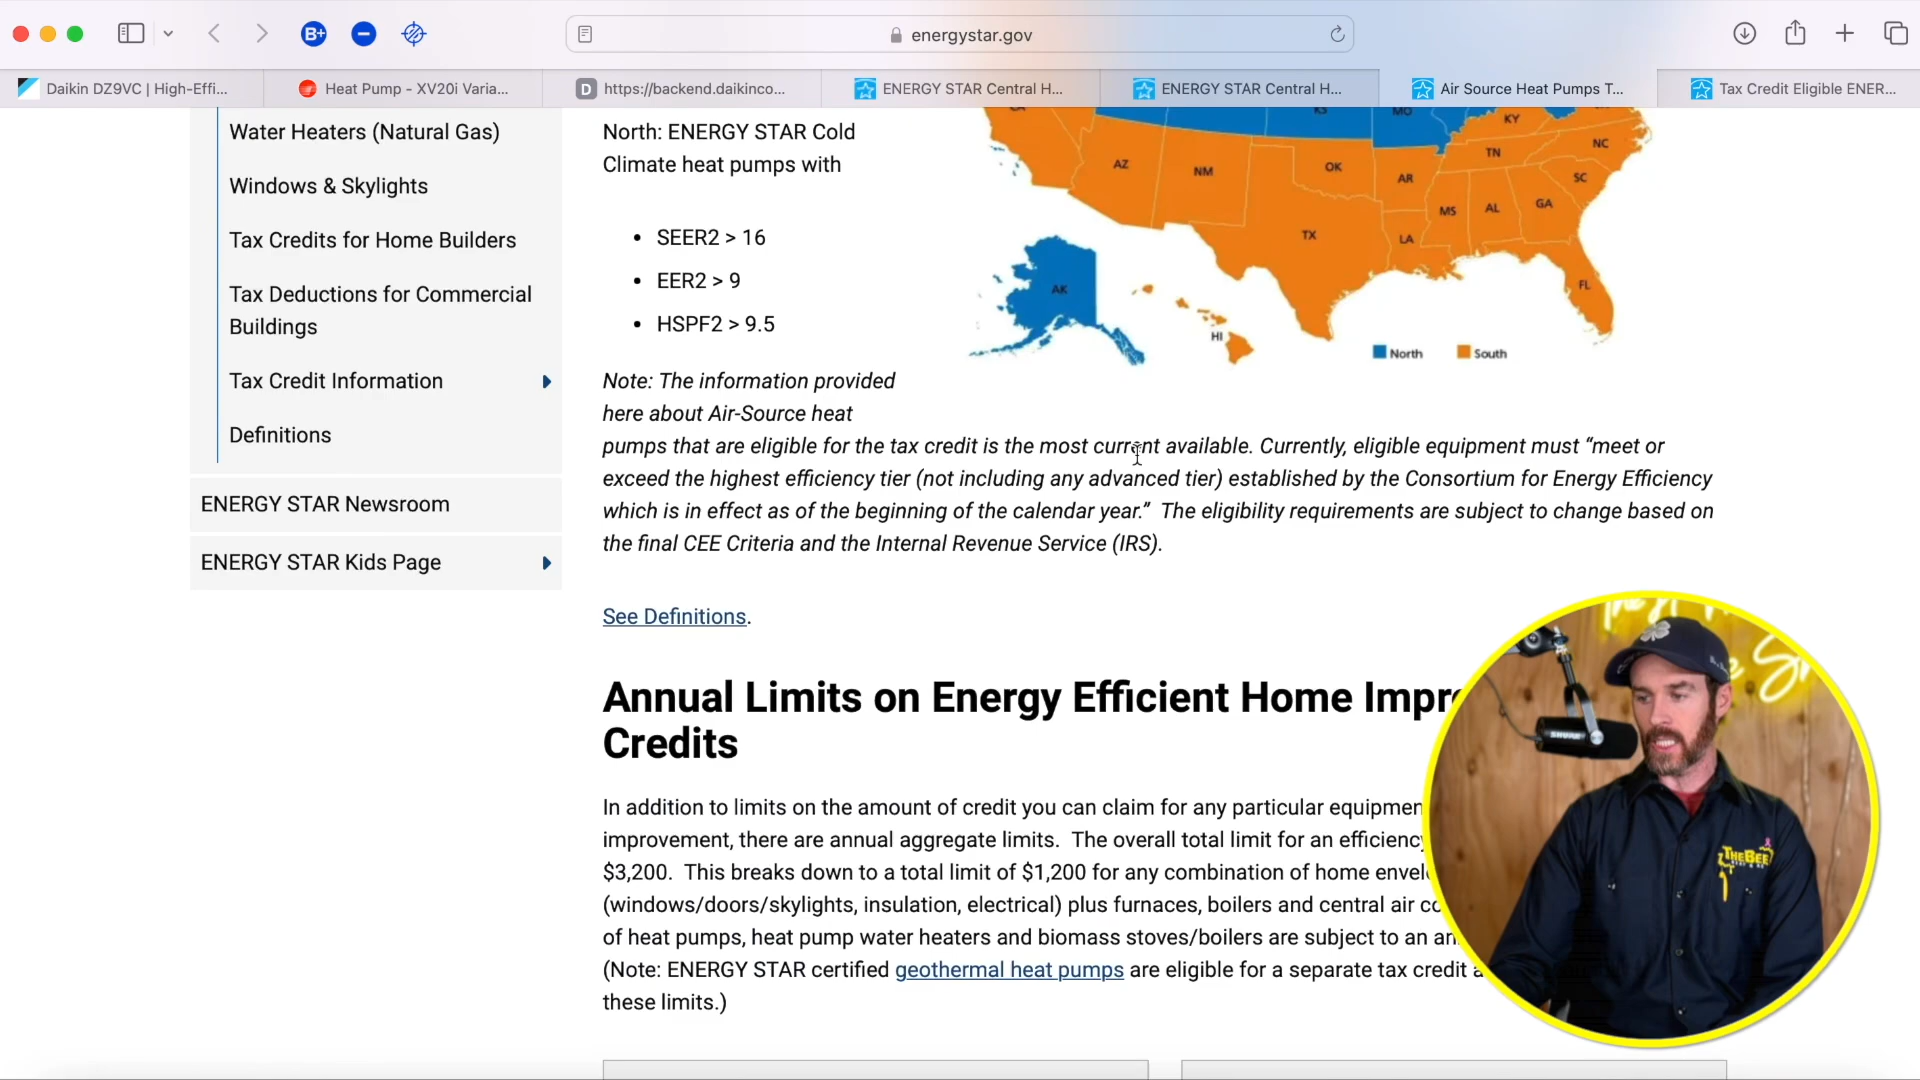 energystar.gov
Daikin DZ9VC | High-Effi...
Heat Pump - XV20i Varia...
https://backend.daikinco...
ENERGY STAR Central H...
ENERGY STAR Central H...
Air Source Heat Pumps T...
Tax Credit Eligible ENER...
Water Heaters (Natural Gas)
Windows & Skylights
Tax Credits for Home Builders
Tax Deductions for Commercial
Buildings
Tax Credit Information
Definitions
ENERGY STAR Newsroom
ENERGY STAR Kids Page
North: ENERGY STAR Cold
Climate heat pumps with
• SEER2 > 16
• EER2 > 9
• HSPF2 > 9.5
CA
AZ
NM
KS
OK
TX
MO
AR
LA
MS
AL
TN
KY
GA
SC
NC
FL
AK
HI
North
South
Note: The information provided
here about Air-Source heat
pumps that are eligible for the tax credit is the most current available. Currently, eligible equipment must “meet or
exceed the highest efficiency tier (not including any advanced tier) established by the Consortium for Energy Efficiency
which is in effect as of the beginning of the calendar year.” The eligibility requirements are subject to change based on
the final CEE Criteria and the Internal Revenue Service (IRS).
See Definitions.
Annual Limits on Energy Efficient Home Impr
Credits
In addition to limits on the amount of credit you can claim for any particular equipmen
improvement, there are annual aggregate limits. The overall total limit for an efficiency
$3,200. This breaks down to a total limit of $1,200 for any combination of home envel
(windows/doors/skylights, insulation, electrical) plus furnaces, boilers and central air co
of heat pumps, heat pump water heaters and biomass stoves/boilers are subject to an an
(Note: ENERGY STAR certified geothermal heat pumps are eligible for a separate tax credit a
these limits.)
SHURE
THEBEE